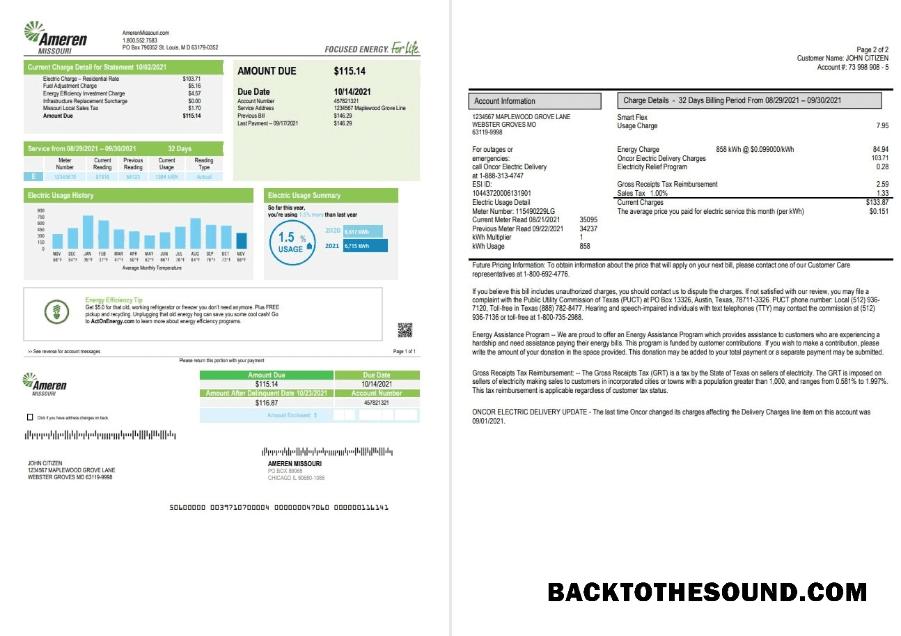 Ameren
MISSOURI
AmerenMissouri.com
1.800.552.7583
P.O BOX 790352 St. Louis, M D 63179-0352
FOCUSED ENERGY. For Life.
Current Charge Detail for Statement 10/02/2021
Electric Charge – Residential Rate $103.71
Fuel Adjustment Charge $5.16
Energy Efficiency Investment Charge $4.57
Infrastructure Replacement Surcharge $0.00
Missouri Local Sales Tax $1.70
Amount Due $115.14
AMOUNT DUE $115.14
Due Date 10/14/2021
Account Number 457821321
Service Address 1234567 Maplewood Grove Line
Previous Bill $146.29
Last Payment – 09/17/2021 $146.29
Service from 08/29/2021 – 09/30/2021 32 Days
Meter Number Current Reading Previous Reading Current Usage Reading Type
E Actual
Electric Usage History
900
750
600
450
300
150
0
NOV DEC JAN FEB MAR APR MAY JUN JUL AUG SEP OCT NOV
Average Monthly Temperature
Electric Usage Summary
So far this year,
you're using 1.5% more than last year
1.5 %
USAGE
2020
2021 6,715 kWh
Energy Efficiency Tip
Get $5.0 for that old, working refrigerator or freezer you don't need anymore. Plus FREE
pickup and recycling. Unplugging that old energy hog can save you some cool cash! Go
to ActOnEnergy.com to learn more about energy efficiency programs.
>> See reverse for account messages Page 1 of 1
Please return this portion with your payment
Ameren
MISSOURI
Amount Due Due Date
$115.14 10/14/2021
Amount After Delinquent Date 10/23/2021 Account Number
$116.87 457821321
Amount Enclosed $
Click if you have address changes on back.
JOHN CITIZEN
1234567 MAPLEWOOD GROVE LANE
WEBSTER GROVES MO 63119-9998
AMEREN MISSOURI
PO BOX 88068
CHICAGO IL 60680-1068
50600000 0039710700004 000000047060 000000116141
Page 2 of 2
Customer Name: JOHN CITIZEN
Account #: 73 998 908 - 5
Account Information
1234567 MAPLEWOOD GROVE LANE
WEBSTER GROVES MO
63119-9998
For outages or
emergencies:
call Oncor Electric Delivery
at 1-888-313-4747
ESI ID:
10443720006131901
Electric Usage Detail
Meter Number: 115490229LG
Current Meter Read 08/21/2021 35095
Previous Meter Read 09/22/2021 34237
kWh Multiplier 1
kWh Usage 858
Charge Details - 32 Days Billing Period From 08/29/2021 – 09/30/2021
Smart Flex
Usage Charge 7.95
Energy Charge 858 kWh @ $0.099000/kWh 84.94
Oncor Electric Delivery Charges 103.71
Electricity Relief Program 0.28
Gross Receipts Tax Reimbursement 2.59
Sales Tax 1.00% 1.33
Current Charges $133.87
The average price you paid for electric service this month (per kWh) $0.151
Future Pricing Information: To obtain information about the price that will apply on your next bill, please contact one of our Customer Care
representatives at 1-800-692-4776.
If you believe this bill includes unauthorized charges, you should contact us to dispute the charges. If not satisfied with our review, you may file a
complaint with the Public Utility Commission of Texas (PUCT) at PO Box 13326, Austin, Texas, 78711-3326. PUCT phone number: Local (512) 936-
7120, Toll-free in Texas (888) 782-8477. Hearing and speech-impaired individuals with text telephones (TTY) may contact the commission at (512)
936-7136 or toll-free at 1-800-735-2988.
Energy Assistance Program -- We are proud to offer an Energy Assistance Program which provides assistance to customers who are experiencing a
hardship and need assistance paying their energy bills. This program is funded by customer contributions. If you wish to make a contribution, please
write the amount of your donation in the space provided. This donation may be added to your total payment or a separate payment may be submitted.
Gross Receipts Tax Reimbursement: -- The Gross Receipts Tax (GRT) is a tax by the State of Texas on sellers of electricity. The GRT is imposed on
sellers of electricity making sales to customers in incorporated cities or towns with a population greater than 1,000, and ranges from 0.581% to 1.997%.
This tax reimbursement is applicable regardless of customer tax status.
ONCOR ELECTRIC DELIVERY UPDATE - The last time Oncor changed its charges affecting the Delivery Charges line item on this account was
09/01/2021.
BACKTOTHESOUND.COM